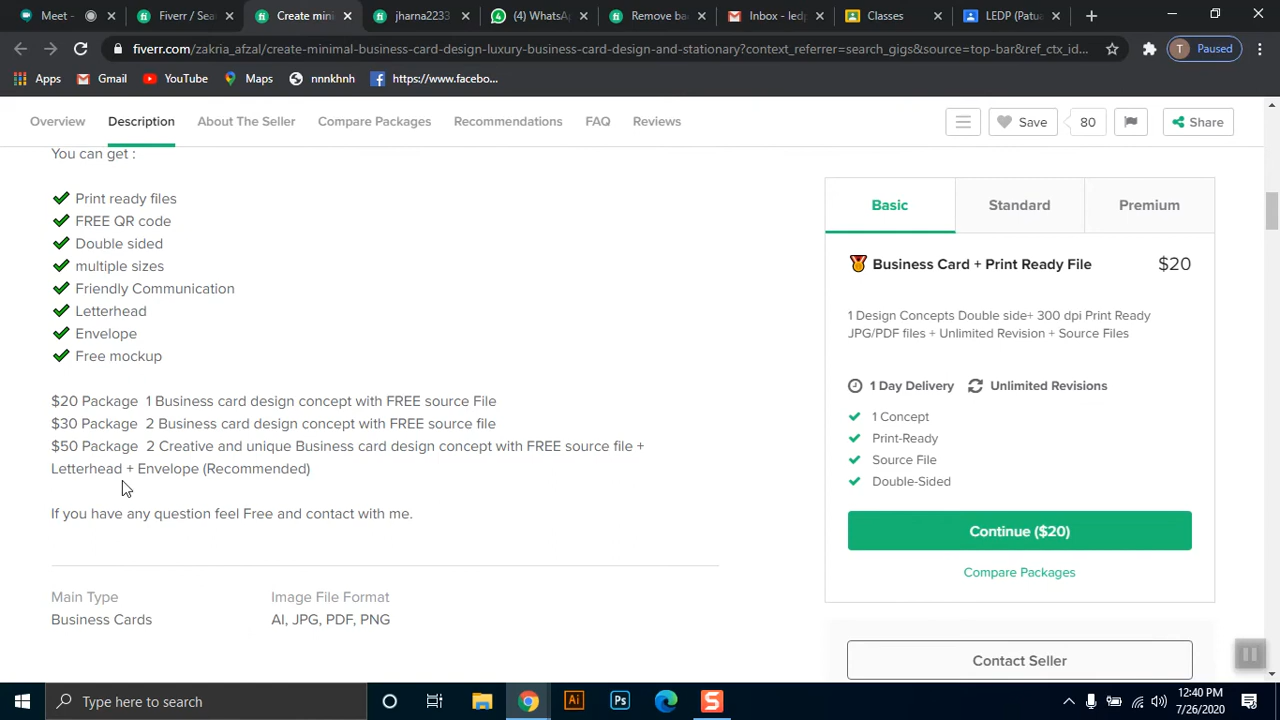 Meet -
Fiverr / Sea
Create mini
jharna2233
(4) WhatsA
Remove ba
Inbox - ledp
Classes
LEDP (Patu
fiverr.com/zakria_afzal/create-minimal-business-card-design-luxury-business-card-design-and-stationary?context_referrer=search_gigs&source=top-bar&ref_ctx_id...
T Paused
Apps
Gmail
YouTube
Maps
nnnkhnh
https://www.facebo...
Overview
Description
About The Seller
Compare Packages
Recommendations
FAQ
Reviews
Save
80
Share
You can get :
Print ready files
FREE QR code
Double sided
multiple sizes
Friendly Communication
Letterhead
Envelope
Free mockup
$20 Package 1 Business card design concept with FREE source File
$30 Package 2 Business card design concept with FREE source file
$50 Package 2 Creative and unique Business card design concept with FREE source file +
Letterhead + Envelope (Recommended)
If you have any question feel Free and contact with me.
Main Type
Image File Format
Business Cards
AI, JPG, PDF, PNG
Basic
Standard
Premium
Business Card + Print Ready File
$20
1 Design Concepts Double side+ 300 dpi Print Ready
JPG/PDF files + Unlimited Revision + Source Files
1 Day Delivery
Unlimited Revisions
1 Concept
Print-Ready
Source File
Double-Sided
Continue ($20)
Compare Packages
Contact Seller
Type here to search
Ai
Ps
S
12:40 PM
7/26/2020